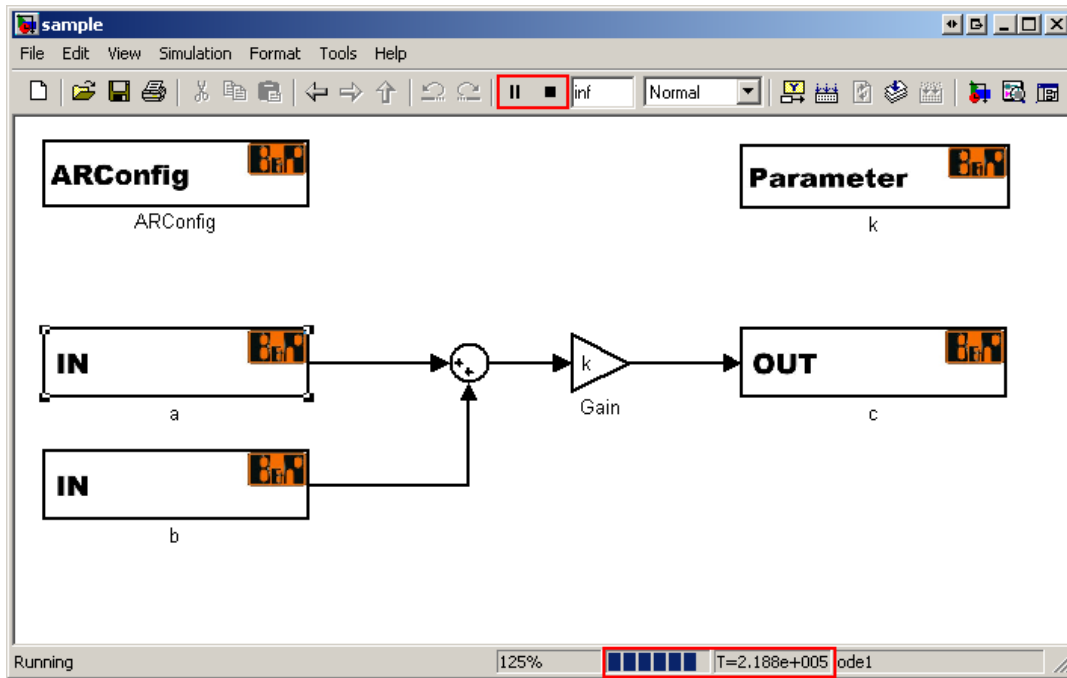 sample
File Edit View Simulation Format Tools Help
inf Normal
ARConfig B&R
ARConfig
Parameter B&R
k
IN B&R
a
k
Gain
OUT B&R
c
IN B&R
b
Running 125% T=2.188e+005 ode1